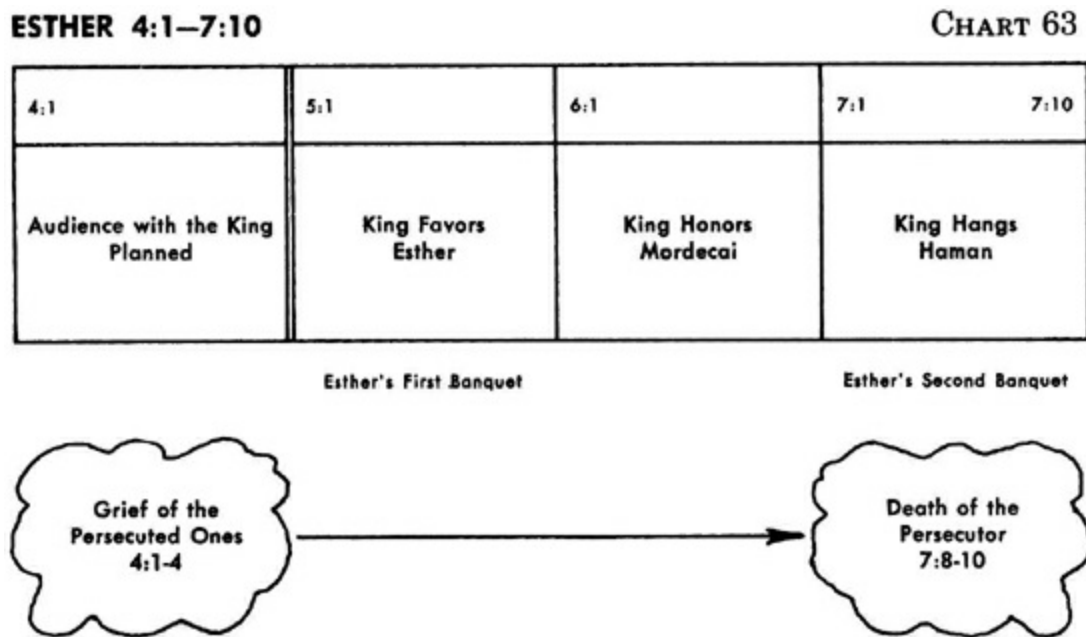 ESTHER 4:1—7:10
CHART 63
4:1
5:1
6:1
7:1 7:10
Audience with the King
Planned
King Favors
Esther
King Honors
Mordecai
King Hangs
Haman
Esther's First Banquet
Esther's Second Banquet
Grief of the
Persecuted Ones
4:1-4
Death of the
Persecutor
7:8-10